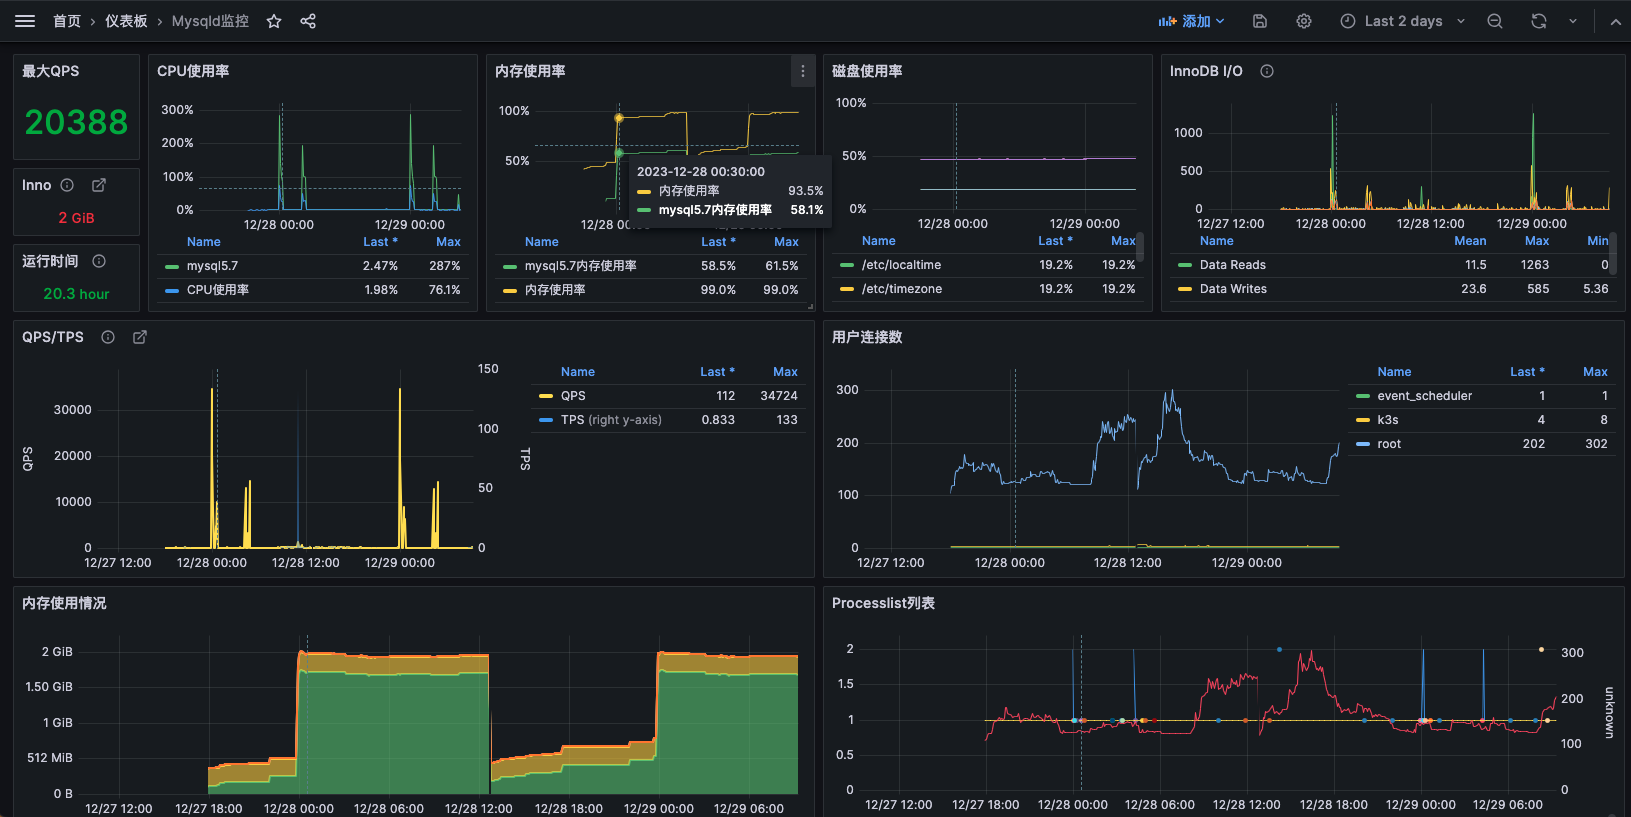 首页 › 仪表板 › Mysqld监控
添加
Last 2 days
最大QPS
20388
Inno
2 GiB
运行时间
20.3 hour
CPU使用率
300%
200%
100%
0%
12/28 00:00 12/29 00:00
Name Last * Max
mysql5.7 2.47% 287%
CPU使用率 1.98% 76.1%
内存使用率
100%
50%
2023-12-28 00:30:00
内存使用率 93.5%
mysql5.7内存使用率 58.1%
Name Last * Max
mysql5.7内存使用率 58.5% 61.5%
内存使用率 99.0% 99.0%
磁盘使用率
100%
50%
0%
12/28 00:00 12/29 00:00
Name Last * Max
/etc/localtime 19.2% 19.2%
/etc/timezone 19.2% 19.2%
InnoDB I/O
1000
500
0
12/27 12:00 12/28 00:00 12/28 12:00 12/29 00:00
Name Mean Max Min
Data Reads 11.5 1263 0
Data Writes 23.6 585 5.36
QPS/TPS
QPS
30000
20000
10000
0
150
100
50
0
TPS
12/27 12:00 12/28 00:00 12/28 12:00 12/29 00:00
Name Last * Max
QPS 112 34724
TPS (right y-axis) 0.833 133
用户连接数
300
200
100
0
12/27 12:00 12/28 00:00 12/28 12:00 12/29 00:00
Name Last * Max
event_scheduler 1 1
k3s 4 8
root 202 302
内存使用情况
2 GiB
1.50 GiB
1 GiB
512 MiB
0 B
12/27 12:00 12/27 18:00 12/28 00:00 12/28 06:00 12/28 12:00 12/28 18:00 12/29 00:00 12/29 06:00
Processlist列表
2
1.5
1
0.5
0
300
200
100
0
unknown
12/27 12:00 12/27 18:00 12/28 00:00 12/28 06:00 12/28 12:00 12/28 18:00 12/29 00:00 12/29 06:00